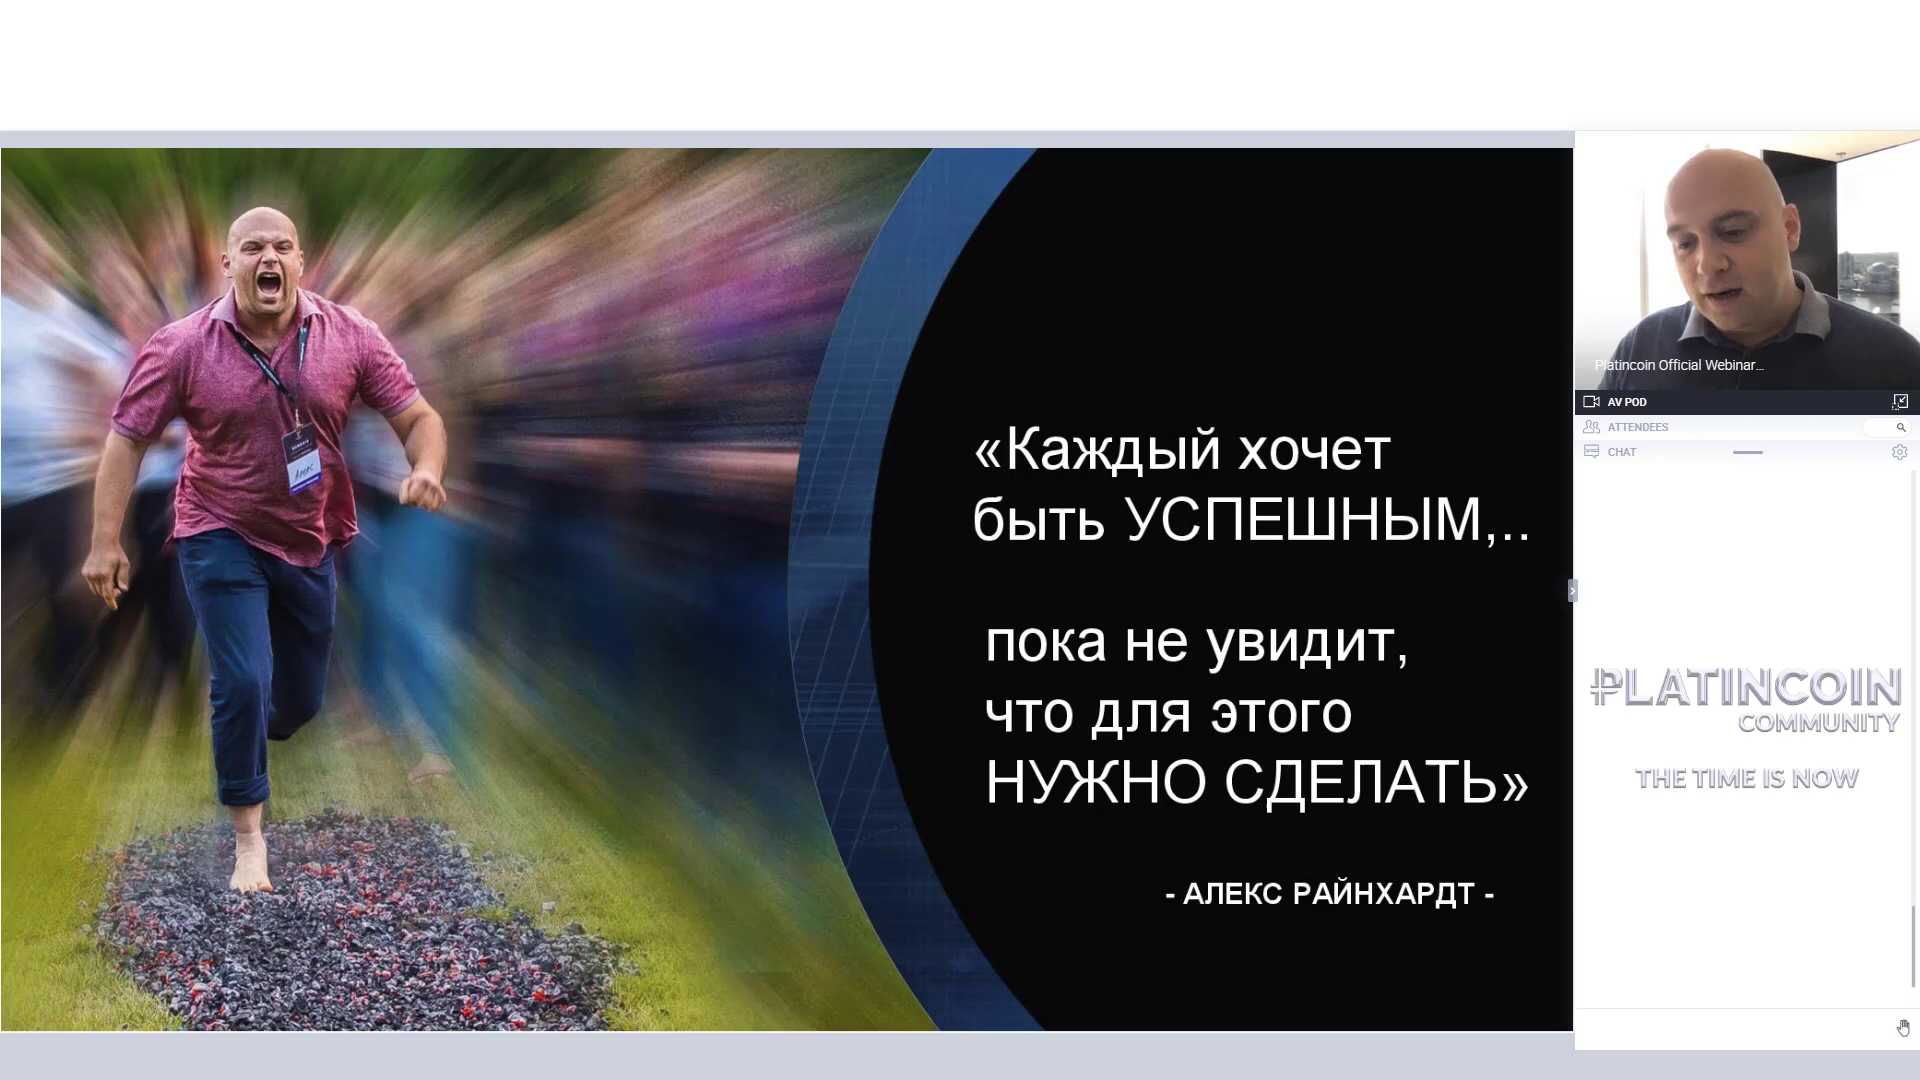 «Каждый хочет
быть УСПЕШНЫМ,..
пока не увидит,
что для этого
НУЖНО СДЕЛАТЬ»
- АЛЕКС РАЙНХАРДТ -
Алекс
Platincoin Official Webinar...
AV POD
ATTENDEES
CHAT
PLATINCOIN
COMMUNITY
THE TIME IS NOW